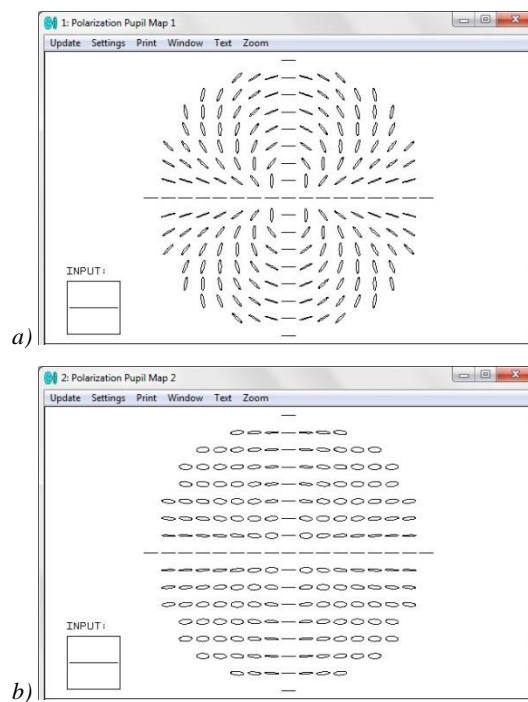 1: Polarization Pupil Map 1
Update Settings Print Window Text Zoom
INPUT:
a)
2: Polarization Pupil Map 2
Update Settings Print Window Text Zoom
INPUT:
b)